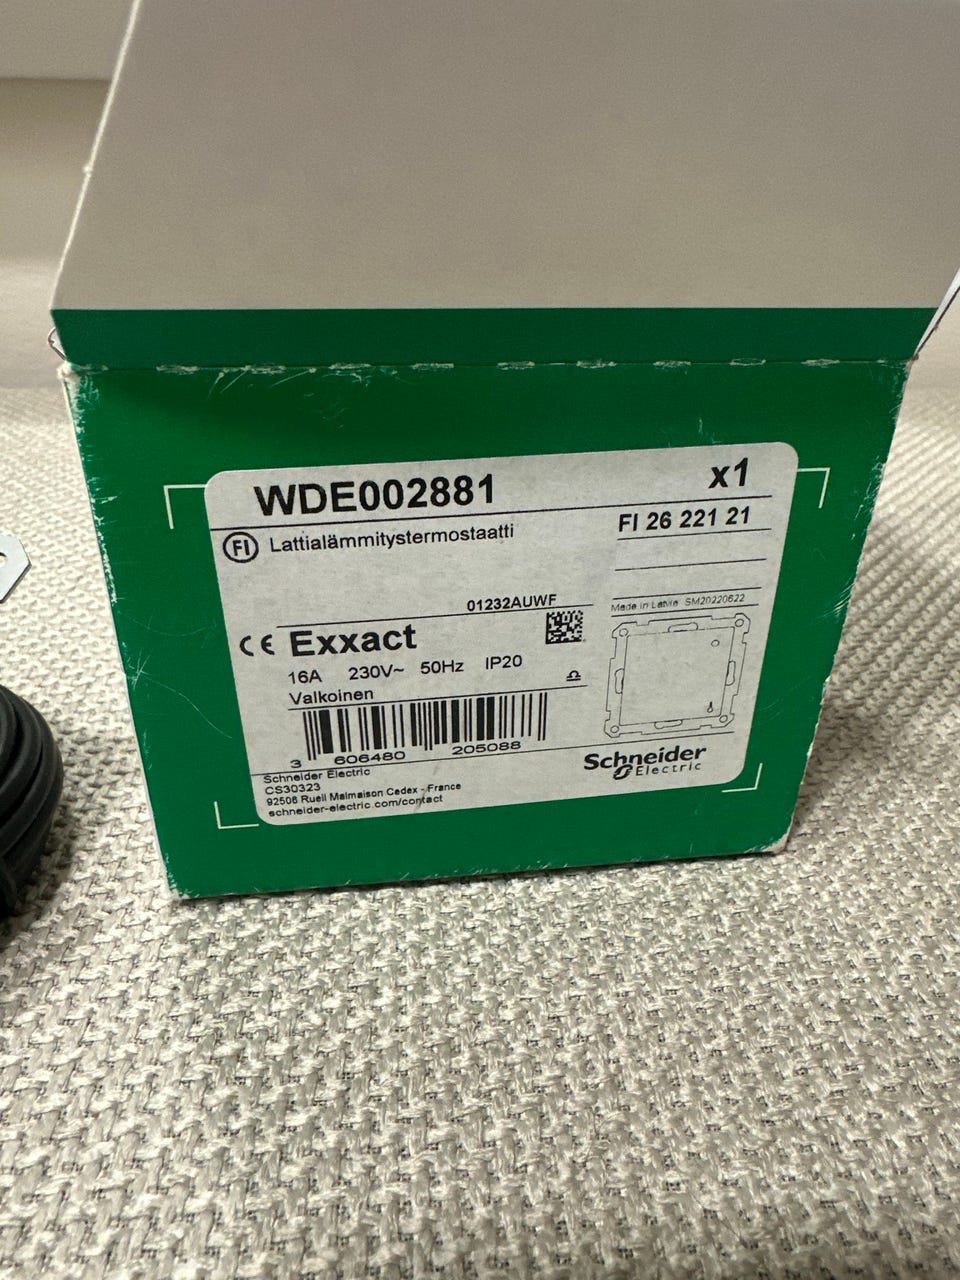 WDE002881
x1
FI Lattialämmitystermostaatti
FI 26 221 21
01232AUWF
Made in Latvia SM20220622
CE Exxact
16A 230V~ 50Hz IP20
Valkoinen
3 606480 205088
Schneider Electric
CS30323
92506 Rueil Malmaison Cedex - France
schneider-electric.com/contact
Schneider
Electric